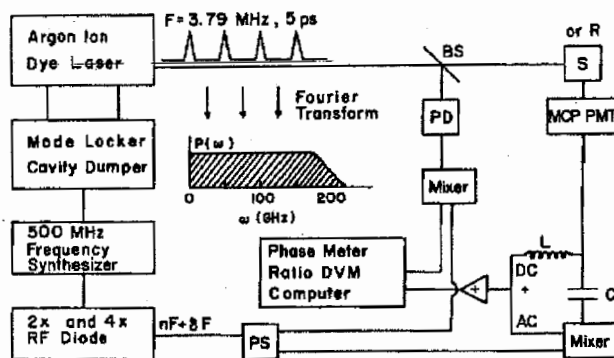 Argon Ion
Dye Laser
F=3.79 MHz, 5 ps
BS
or R
S
Mode Locker
Cavity Dumper
Fourier
Transform
PD
MCP PMT
P(ω)
0
100
200
ω (GHz)
Mixer
500 MHz
Frequency
Synthesizer
Phase Meter
Ratio DVM
Computer
+
L
DC
+
AC
C
2x and 4x
RF Diode
nF+δF
PS
Mixer